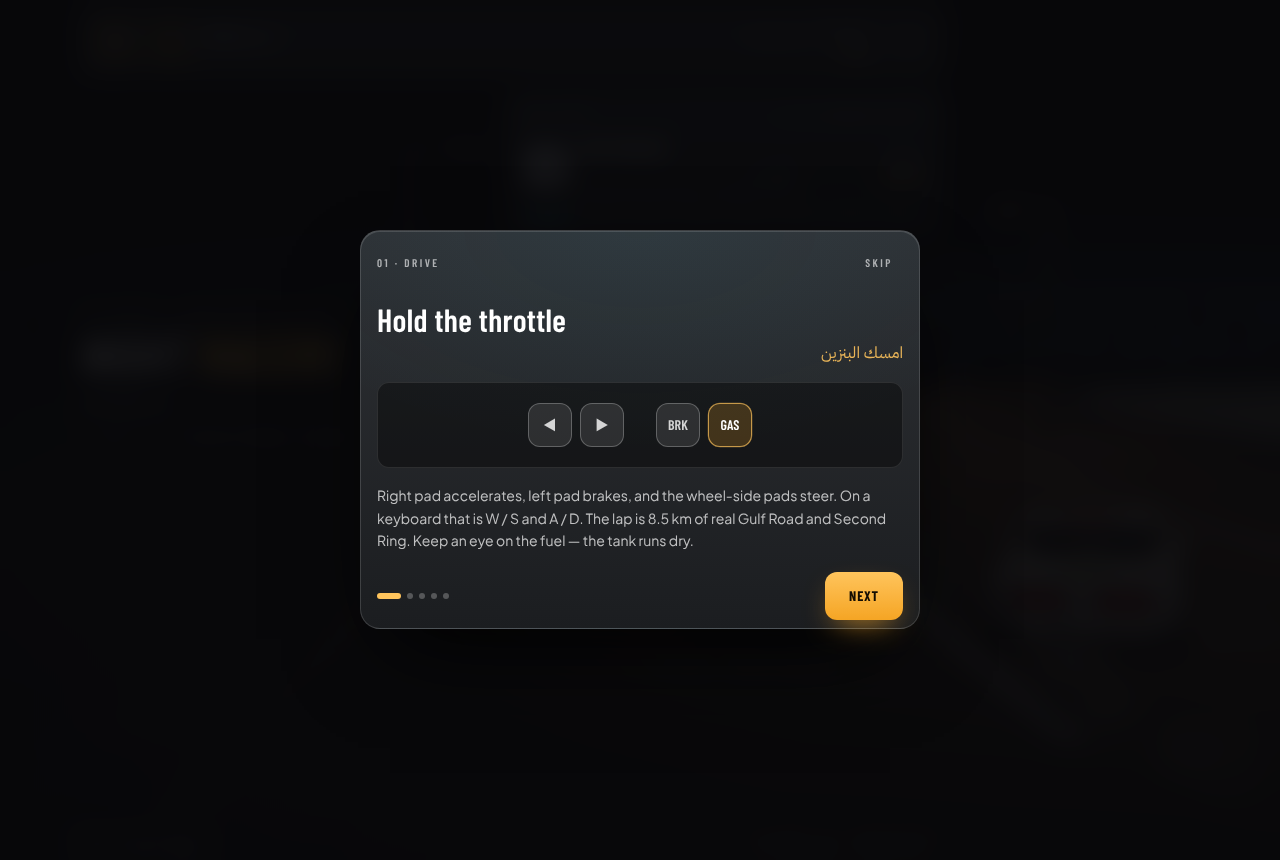 01 · DRIVE
SKIP
Hold the throttle
امسك البنزين
BRK
GAS
Right pad accelerates, left pad brakes, and the wheel-side pads steer. On a
keyboard that is W / S and A / D. The lap is 8.5 km of real Gulf Road and Second
Ring. Keep an eye on the fuel — the tank runs dry.
NEXT